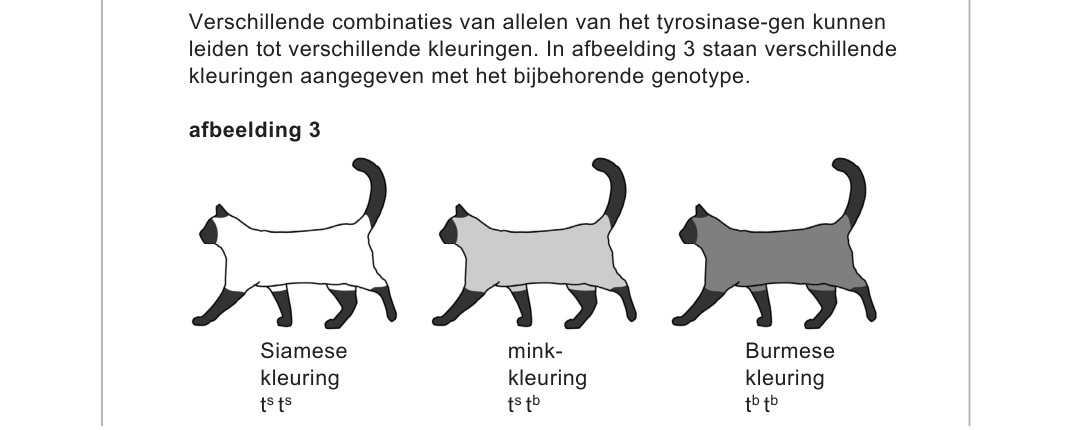 Verschillende combinaties van allelen van het tyrosinase-gen kunnen
leiden tot verschillende kleuringen. In afbeelding 3 staan verschillende
kleuringen aangegeven met het bijbehorende genotype.
afbeelding 3
Siamese
kleuring
tˢ tˢ
mink-
kleuring
tˢ tᵇ
Burmese
kleuring
tᵇ tᵇ